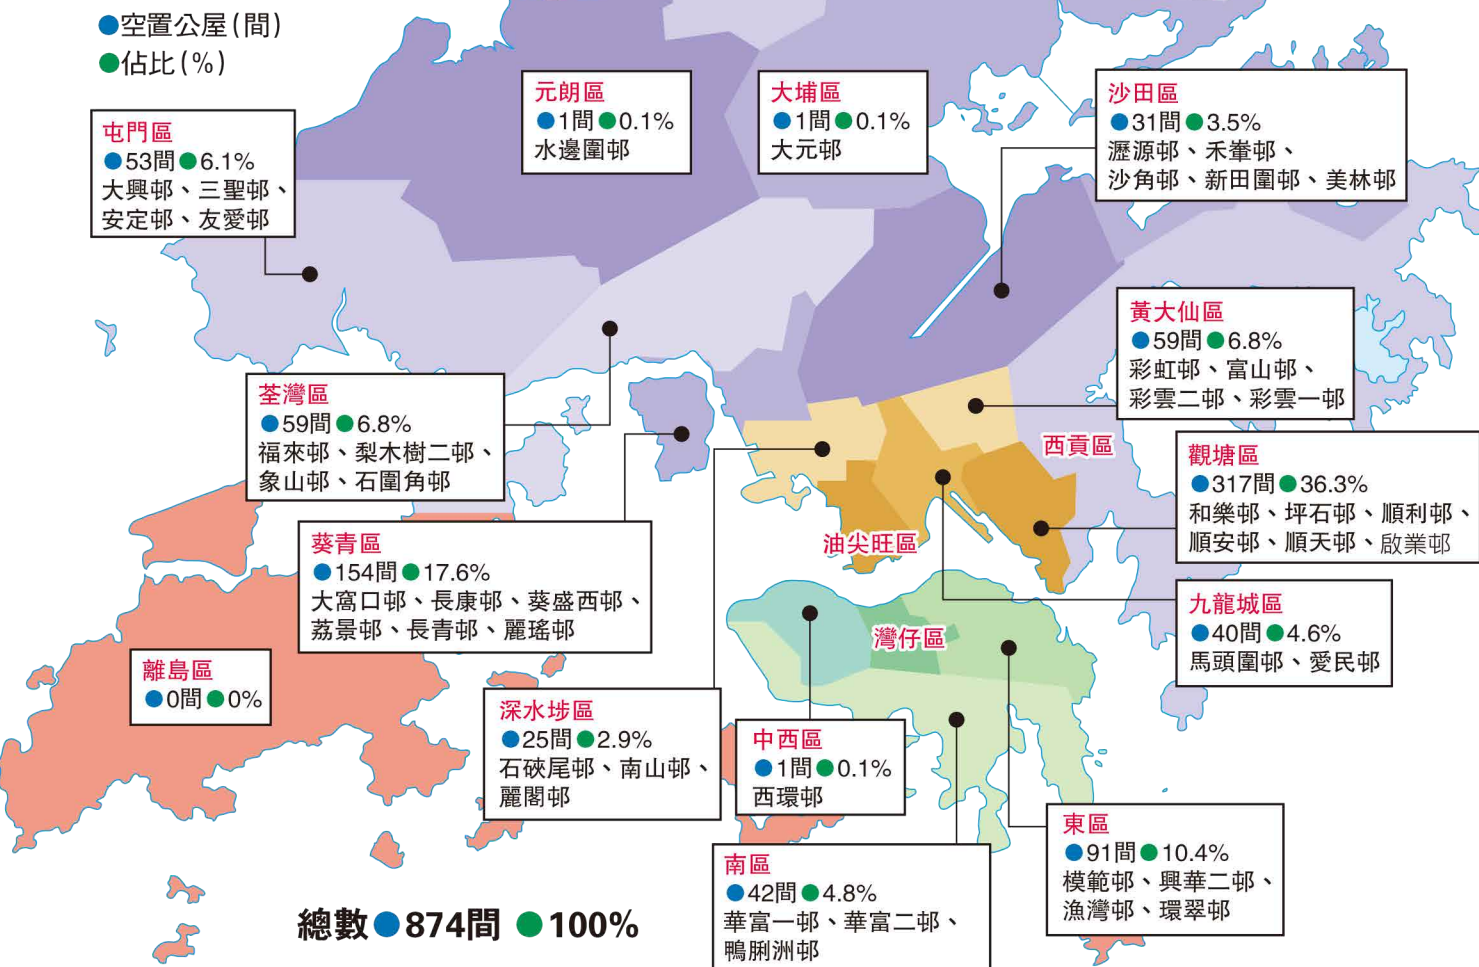 空置公屋(間)
佔比(%)
元朗區
1間 0.1%
水邊圍邨
大埔區
1間 0.1%
大元邨
沙田區
31間 3.5%
瀝源邨、禾輋邨、
沙角邨、新田圍邨、美林邨
屯門區
53間 6.1%
大興邨、三聖邨、
安定邨、友愛邨
黃大仙區
59間 6.8%
彩虹邨、富山邨、
彩雲二邨、彩雲一邨
荃灣區
59間 6.8%
福來邨、梨木樹二邨、
象山邨、石圍角邨
西貢區
觀塘區
317間 36.3%
和樂邨、坪石邨、順利邨、
順安邨、順天邨、啟業邨
葵青區
154間 17.6%
大窩口邨、長康邨、葵盛西邨、
荔景邨、長青邨、麗瑤邨
油尖旺區
九龍城區
40間 4.6%
馬頭圍邨、愛民邨
灣仔區
離島區
0間 0%
深水埗區
25間 2.9%
石硤尾邨、南山邨、
麗閣邨
中西區
1間 0.1%
西環邨
東區
91間 10.4%
模範邨、興華二邨、
漁灣邨、環翠邨
南區
42間 4.8%
華富一邨、華富二邨、
鴨脷洲邨
總數 874間 100%